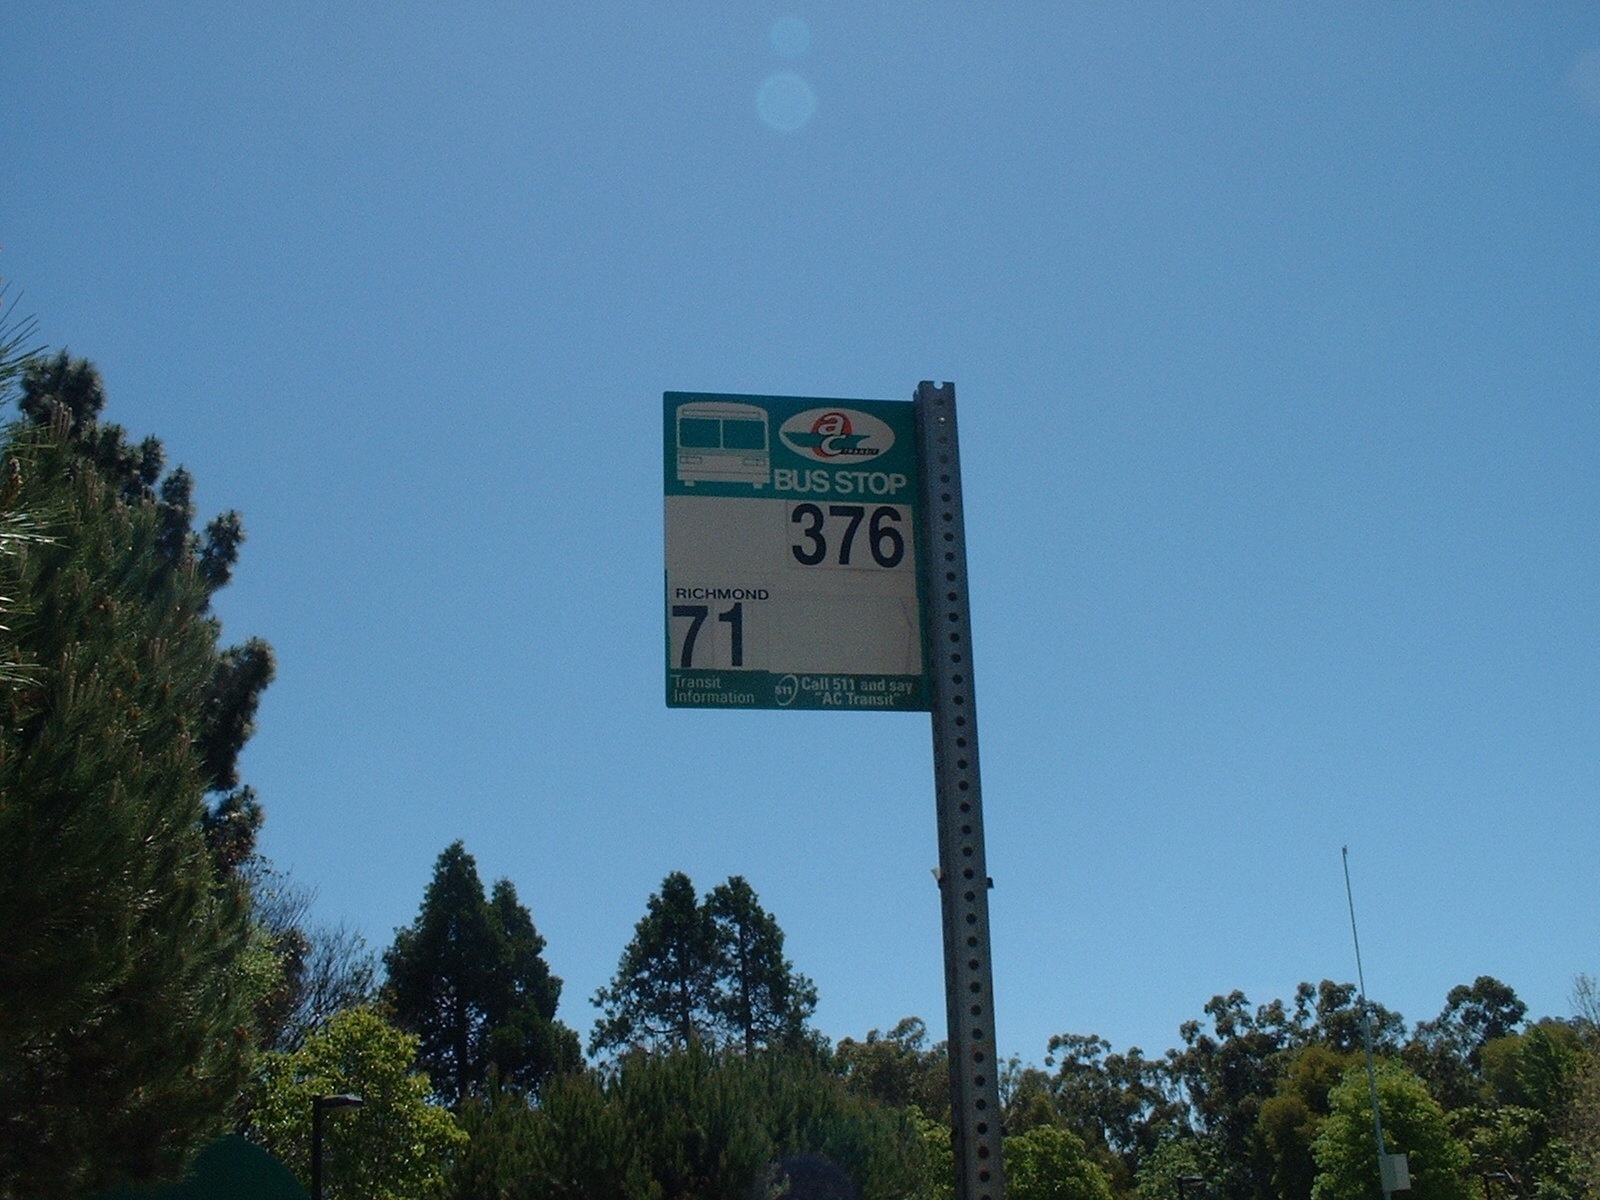 ac
TRANSIT
BUS STOP
376
RICHMOND
71
Transit
Information
511
Call 511 and say
"AC Transit"